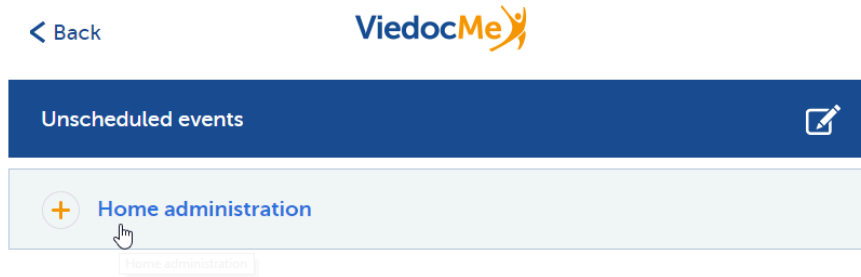 Back
ViedocMe
Unscheduled events
Home administration
Home administration